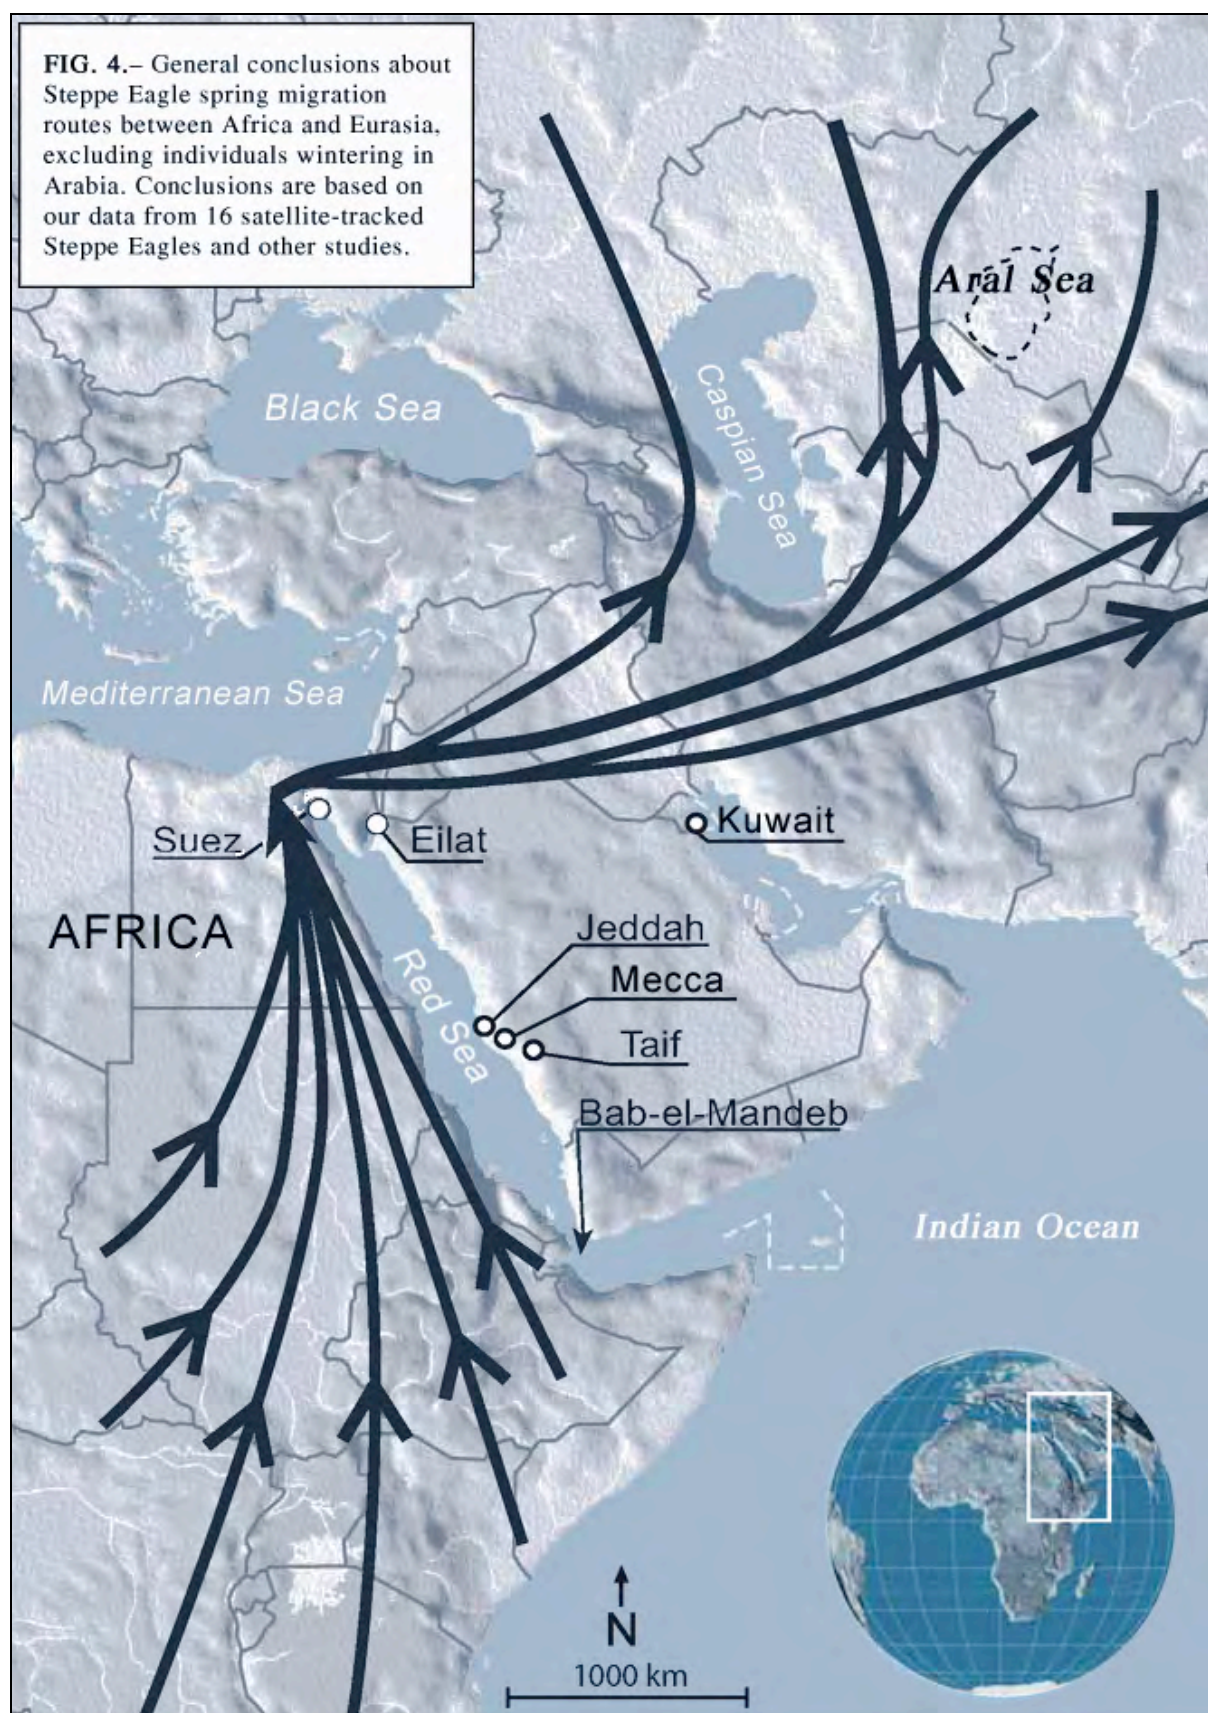 FIG. 4.– General conclusions about
Steppe Eagle spring migration
routes between Africa and Eurasia,
excluding individuals wintering in
Arabia. Conclusions are based on
our data from 16 satellite-tracked
Steppe Eagles and other studies.
Aral Sea
Black Sea
Caspian Sea
Mediterranean Sea
Suez
Eilat
Kuwait
AFRICA
Red Sea
Jeddah
Mecca
Taif
Bab-el-Mandeb
Indian Ocean
N
1000 km